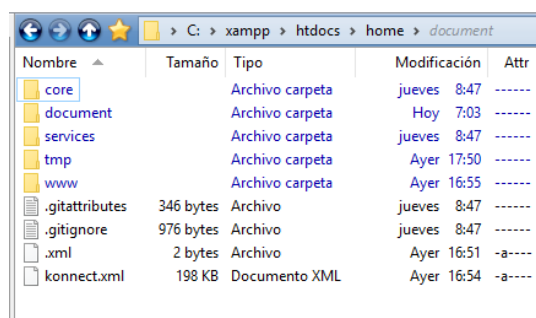 C: › xampp › htdocs › home › document
Nombre Tamaño Tipo Modificación Attr
core Archivo carpeta jueves 8:47 ------
document Archivo carpeta Hoy 7:03 ------
services Archivo carpeta jueves 8:47 ------
tmp Archivo carpeta Ayer 17:50 ------
www Archivo carpeta Ayer 16:55 ------
.gitattributes 346 bytes Archivo jueves 8:47 ------
.gitignore 976 bytes Archivo jueves 8:47 ------
.xml 2 bytes Archivo Ayer 16:51 -a----
konnect.xml 198 KB Documento XML Ayer 16:54 -a----